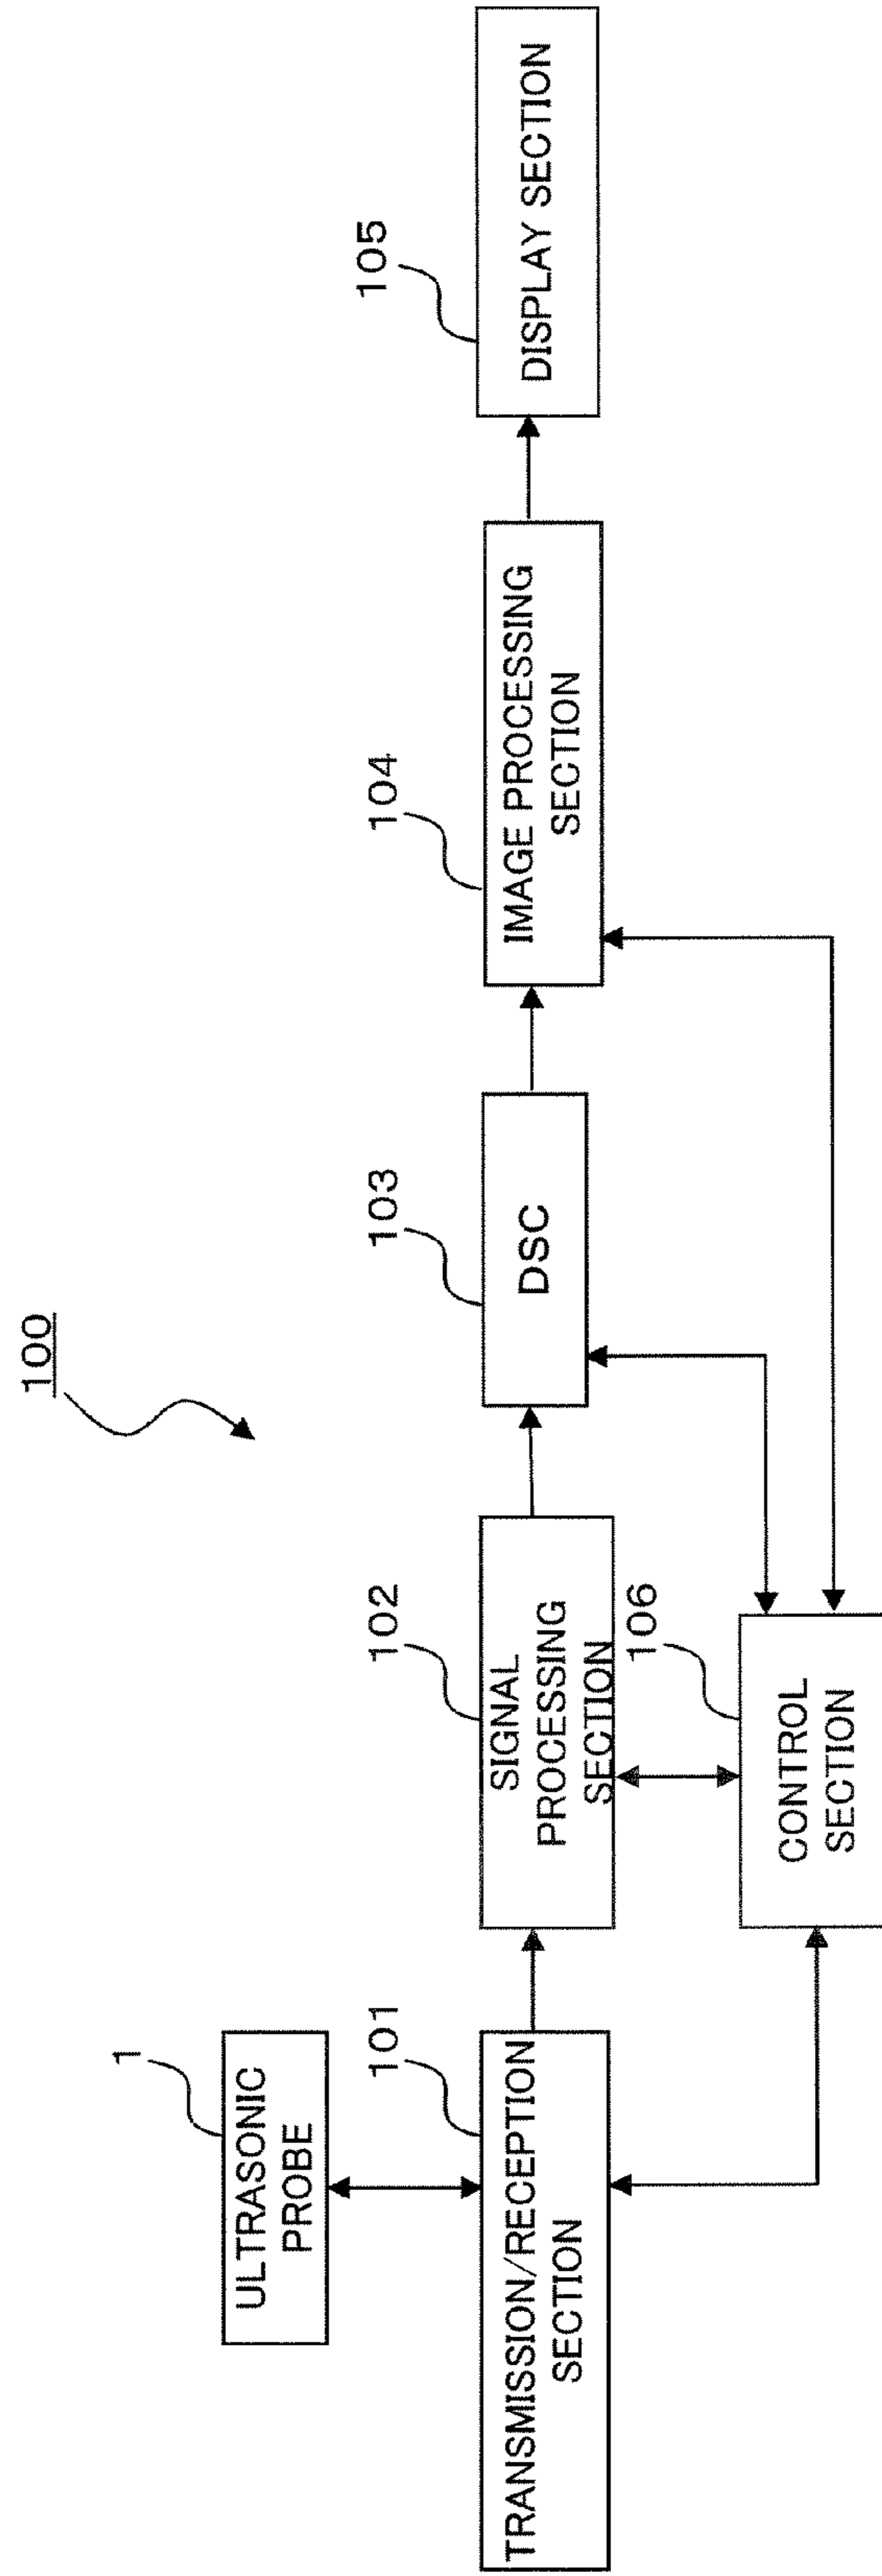 100
1
ULTRASONIC
PROBE
101
TRANSMISSION/RECEPTION
SECTION
102
SIGNAL
PROCESSING
SECTION
103
DSC
104
IMAGE PROCESSING
SECTION
105
DISPLAY SECTION
106
CONTROL
SECTION